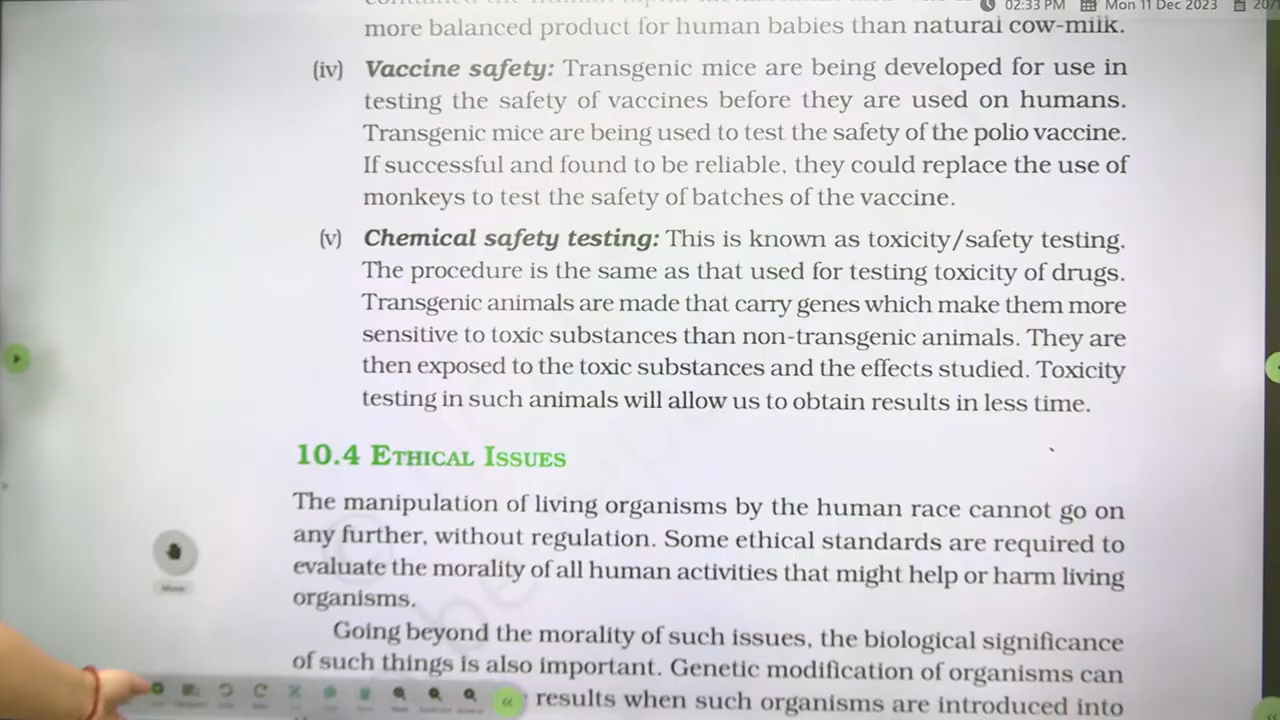 02:33 PM Mon 11 Dec 2023
more balanced product for human babies than natural cow-milk.
(iv) Vaccine safety: Transgenic mice are being developed for use in
testing the safety of vaccines before they are used on humans.
Transgenic mice are being used to test the safety of the polio vaccine.
If successful and found to be reliable, they could replace the use of
monkeys to test the safety of batches of the vaccine.
(v) Chemical safety testing: This is known as toxicity/safety testing.
The procedure is the same as that used for testing toxicity of drugs.
Transgenic animals are made that carry genes which make them more
sensitive to toxic substances than non-transgenic animals. They are
then exposed to the toxic substances and the effects studied. Toxicity
testing in such animals will allow us to obtain results in less time.
10.4 ETHICAL ISSUES
The manipulation of living organisms by the human race cannot go on
any further, without regulation. Some ethical standards are required to
evaluate the morality of all human activities that might help or harm living
organisms.
Going beyond the morality of such issues, the biological significance
of such things is also important. Genetic modification of organisms can
results when such organisms are introduced into